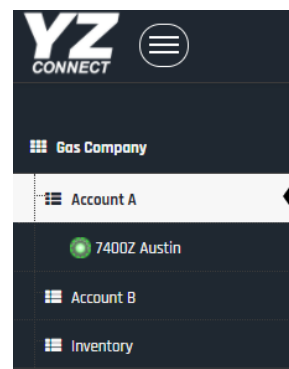 YZ
CONNECT
Gas Company
Account A
7400Z Austin
Account B
Inventory